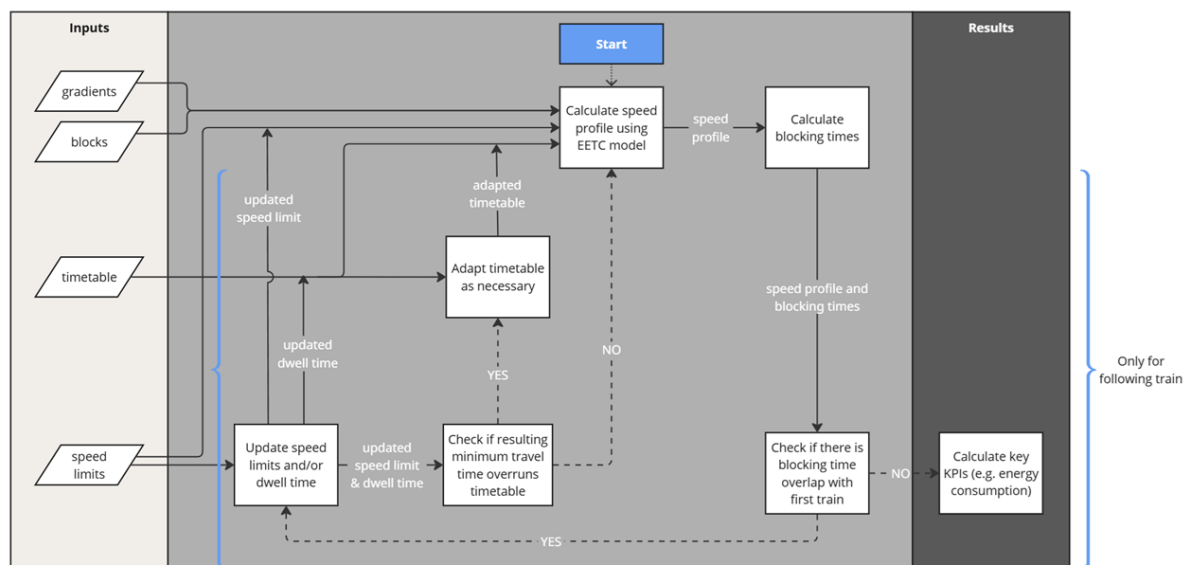 Inputs
Results
Start
gradients
blocks
Calculate speed
profile using
EETC model
speed
profile
Calculate
blocking times
updated
speed limit
adapted
timetable
timetable
Adapt timetable
as necessary
speed profile and
blocking times
updated
dwell time
NO
YES
Only for
following train
speed
limits
Update speed
limits and/or
dwell time
updated
speed limit
& dwell time
Check if resulting
minimum travel
time overruns
timetable
Check if there is
blocking time
overlap with
first train
NO
Calculate key
KPIs (e.g. energy
consumption)
YES